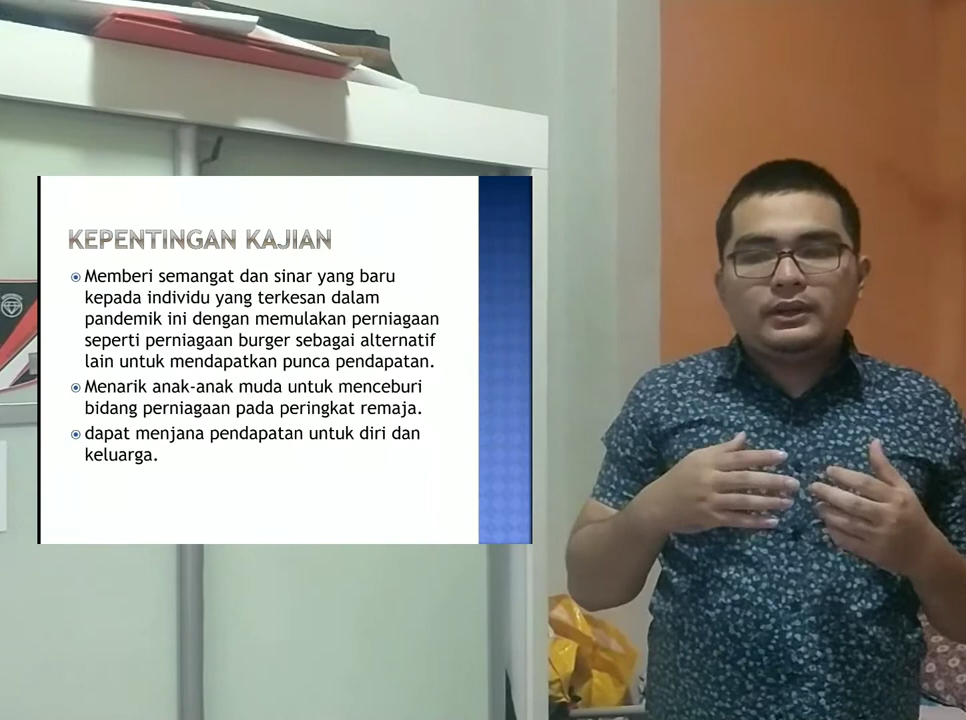 KEPENTINGAN KAJIAN
Memberi semangat dan sinar yang baru
kepada individu yang terkesan dalam
pandemik ini dengan memulakan perniagaan
seperti perniagaan burger sebagai alternatif
lain untuk mendapatkan punca pendapatan.
Menarik anak-anak muda untuk menceburi
bidang perniagaan pada peringkat remaja.
dapat menjana pendapatan untuk diri dan
keluarga.